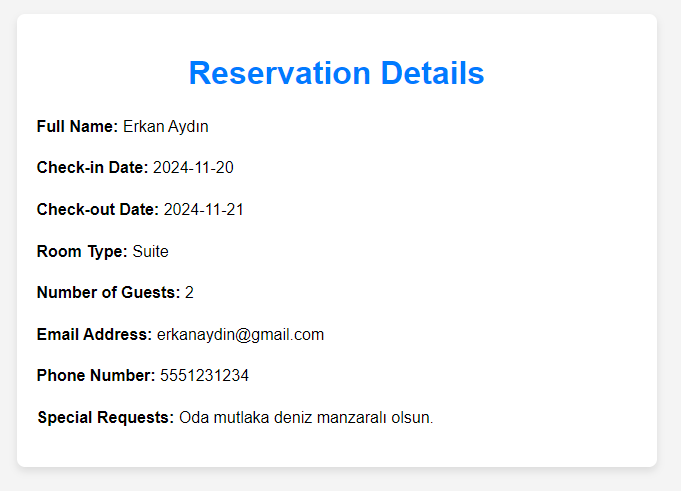 Reservation Details
Full Name: Erkan Aydın
Check-in Date: 2024-11-20
Check-out Date: 2024-11-21
Room Type: Suite
Number of Guests: 2
Email Address: erkanaydin@gmail.com
Phone Number: 5551231234
Special Requests: Oda mutlaka deniz manzaralı olsun.